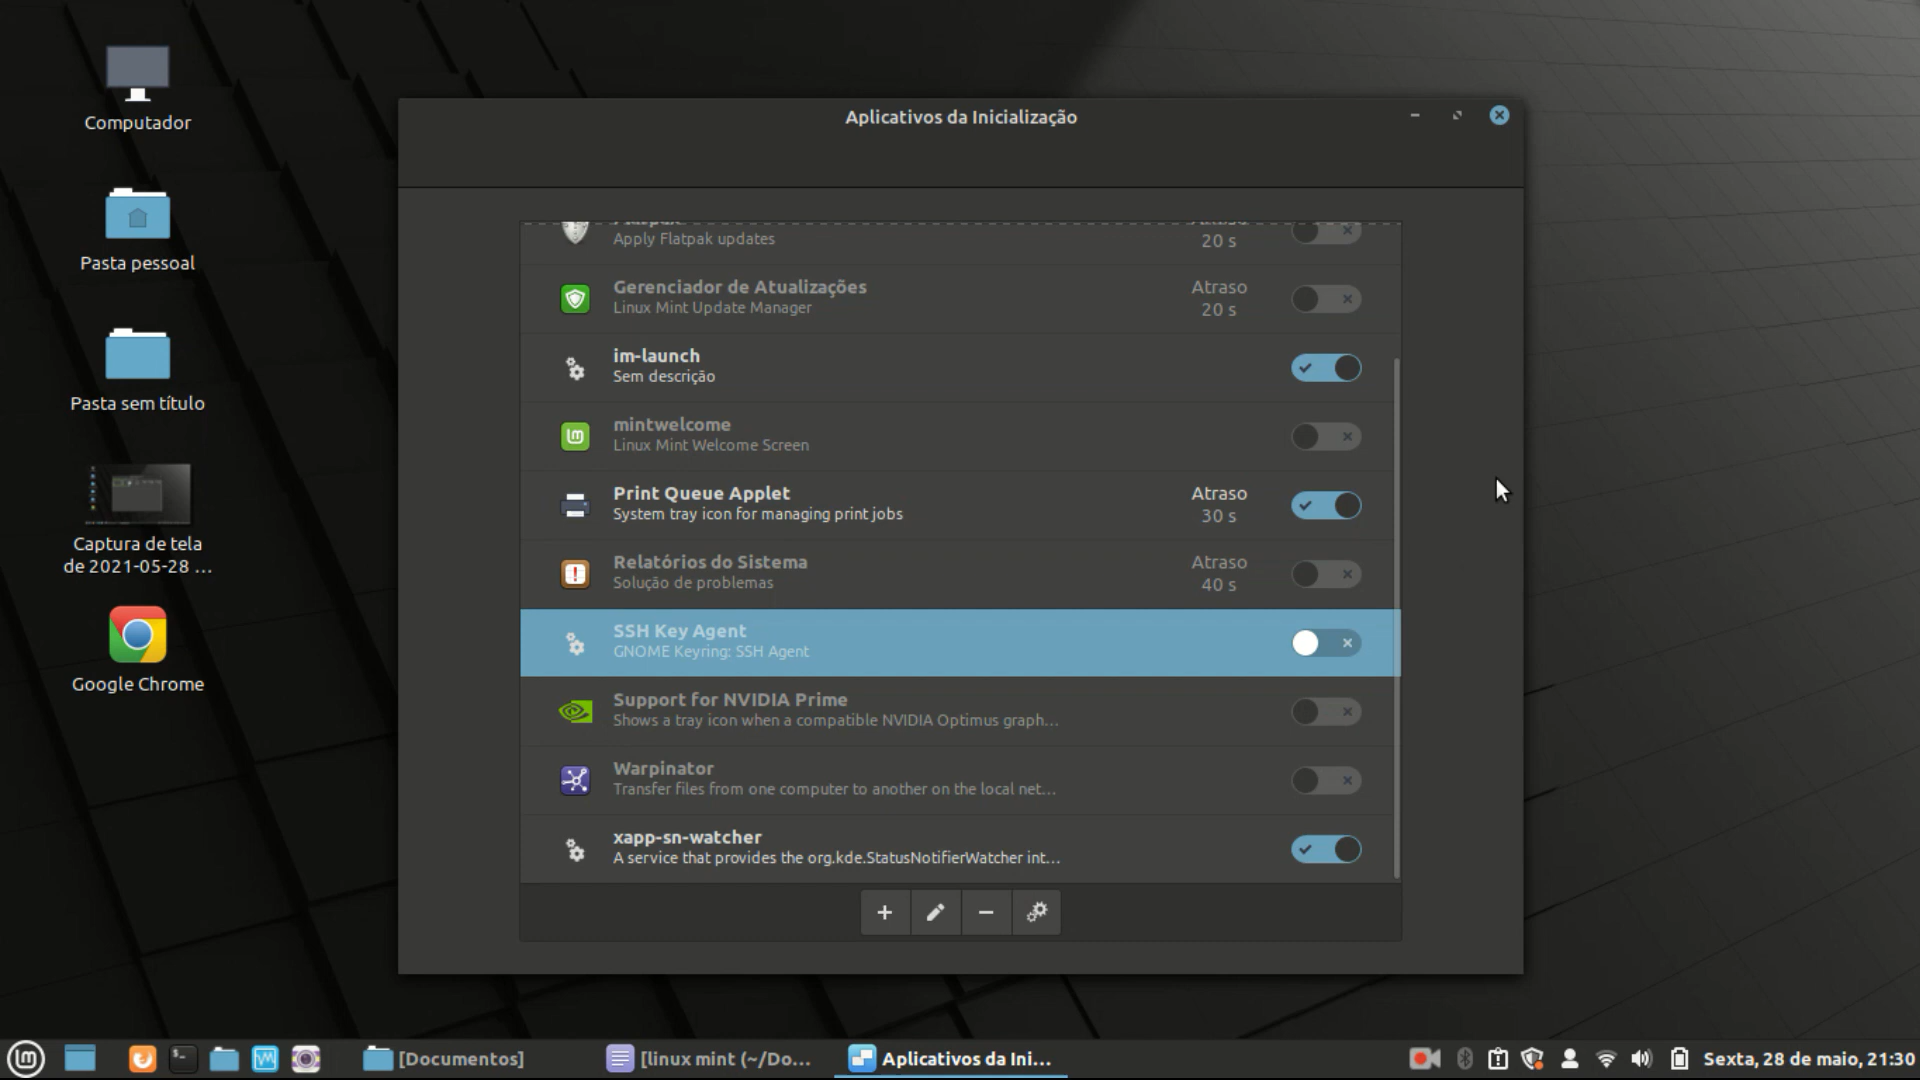 Computador
Pasta pessoal
Pasta sem título
Captura de tela
de 2021-05-28 ...
Google Chrome
Aplicativos da Inicialização
Apply Flatpak updates
20 s
Gerenciador de Atualizações
Linux Mint Update Manager
Atraso
20 s
im-launch
Sem descrição
mintwelcome
Linux Mint Welcome Screen
Print Queue Applet
System tray icon for managing print jobs
Atraso
30 s
Relatórios do Sistema
Solução de problemas
Atraso
40 s
SSH Key Agent
GNOME Keyring: SSH Agent
Support for NVIDIA Prime
Shows a tray icon when a compatible NVIDIA Optimus graph...
Warpinator
Transfer files from one computer to another on the local net...
xapp-sn-watcher
A service that provides the org.kde.StatusNotifierWatcher int...
[Documentos]
[linux mint (~/Do...
Aplicativos da Ini...
Sexta, 28 de maio, 21:30